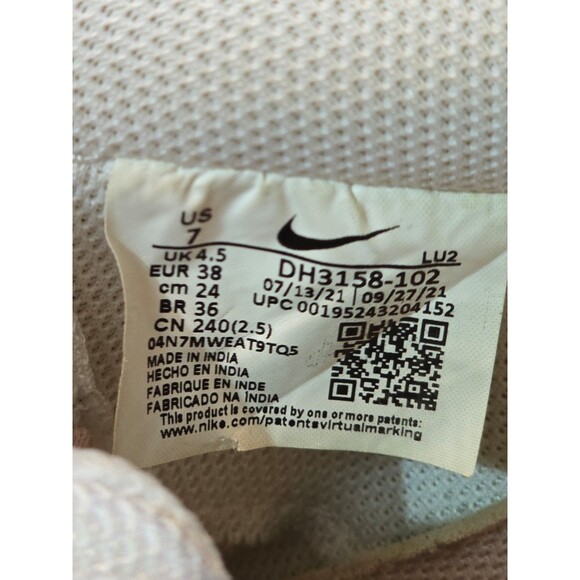 US
7
UK 4.5
EUR 38
cm 24
BR 36
CN 240(2.5)
LU2
DH3158-102
07/13/21 | 09/27/21
UPC 00195243204152
04N7MWEAT9TQ5
MADE IN INDIA
HECHO EN INDIA
FABRIQUE EN INDE
FABRICADO NA INDIA
This product is covered by one or more patents:
www.nike.com/patentsvirtualmarking